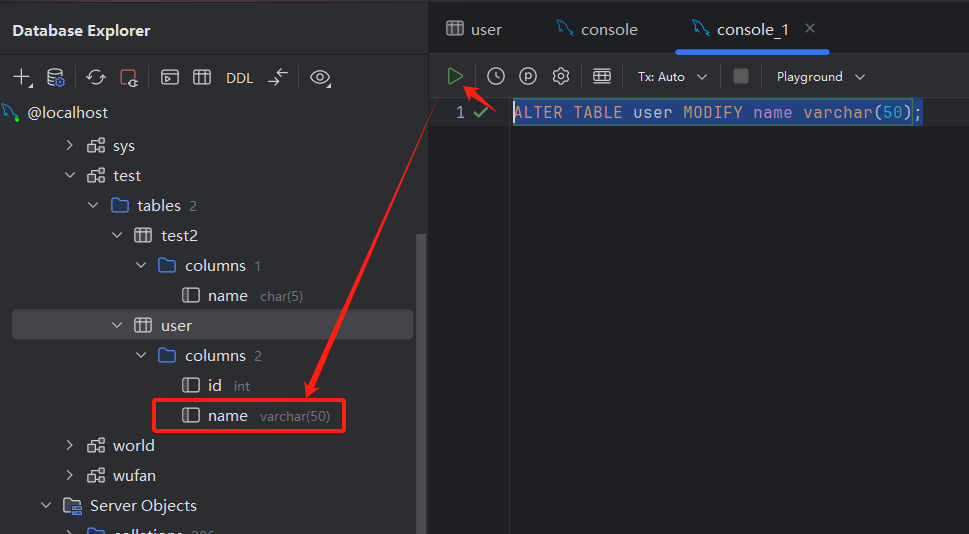 Database Explorer
user
console
console_1
DDL
Tx: Auto
Playground
@localhost
1
ALTER TABLE user MODIFY name varchar(50);
sys
test
tables 2
test2
columns 1
name char(5)
user
columns 2
id int
name varchar(50)
world
wufan
Server Objects